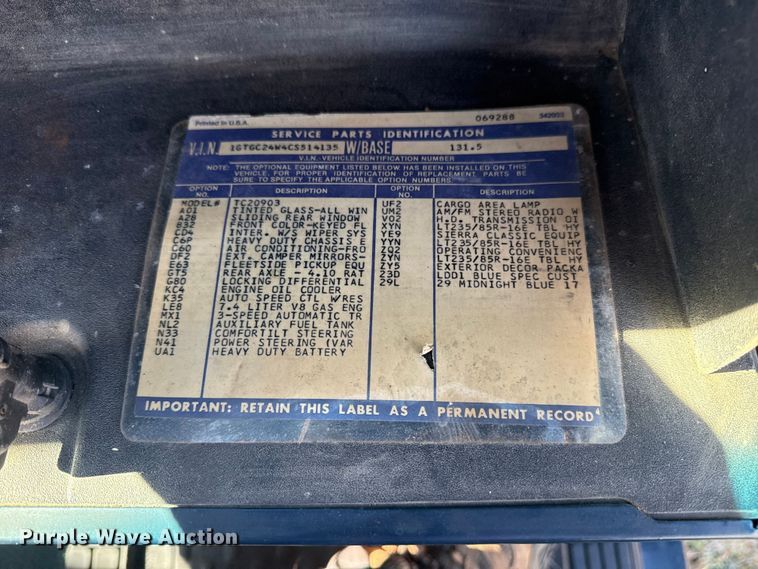 Printed in U.S.A. 069288 342033
SERVICE PARTS IDENTIFICATION
V.I.N. 1GTGC24W4CS514135 W/BASE 131.5
V.I.N. VEHICLE IDENTIFICATION NUMBER
NOTE: THE OPTIONAL EQUIPMENT LISTED BELOW HAS BEEN INSTALLED ON THIS
VEHICLE. FOR PROPER IDENTIFICATION OF REPLACEMENT PARTS. BE
SURE TO SPECIFY THE APPLICABLE OPTION NUMBERS.
OPTION NO. DESCRIPTION OPTION NO. DESCRIPTION
MODEL# TC20903 UF2 CARGO AREA LAMP
A01 TINTED GLASS-ALL WIN UM2 AM/FM STEREO RADIO W
A28 SLIDING REAR WINDOW V02 H.D. TRANSMISSION OI
B32 FRONT COLOR-KEYED FL XYN LT235/85R-16E TBL HY
CD4 INTER. W/S WIPER SYS YE9 SIERRA CLASSIC EQUIP
C6P HEAVY DUTY CHASSIS E YYN LT235/85R-16E TBL HY
C60 AIR CONDITIONING-FRO ZQ2 OPERATING CONVENIENC
DF2 EXT. CAMPER MIRRORS- ZYN LT235/85R-16E TBL HY
E63 FLEETSIDE PICKUP EQU ZY5 EXTERIOR DECOR PACKA
GT5 REAR AXLE - 4.10 RAT 23D LDD1 BLUE SPEC CUST
G80 LOCKING DIFFERENTIAL 29L 29 MIDNIGHT BLUE 17
KC4 ENGINE OIL COOLER
K35 AUTO SPEED CTL W/RES
LE8 7.4 LITER V8 GAS ENG
MX1 3-SPEED AUTOMATIC TR
NL2 AUXILIARY FUEL TANK
N33 COMFORTILT STEERING
N41 POWER STEERING (VAR
UA1 HEAVY DUTY BATTERY
IMPORTANT: RETAIN THIS LABEL AS A PERMANENT RECORD
Purple Wave Auction